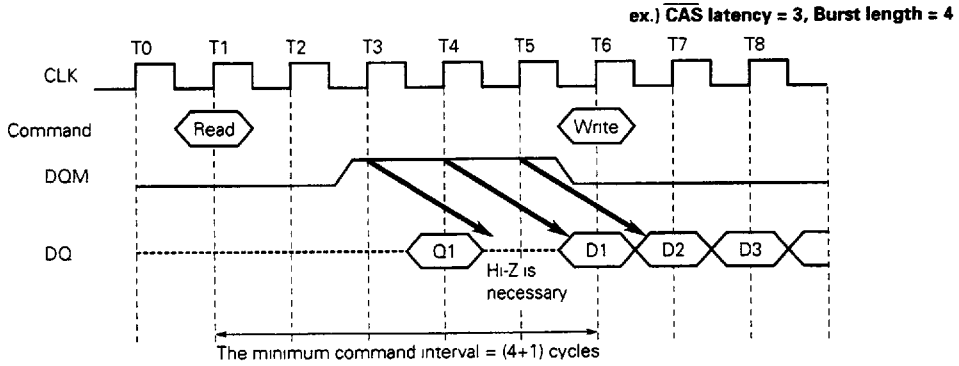 ex.) CAS latency = 3, Burst length = 4
T0 T1 T2 T3 T4 T5 T6 T7 T8
CLK
Command Read Write
DQM
DQ Q1 D1 D2 D3
Hi-Z is
necessary
The minimum command interval = (4+1) cycles